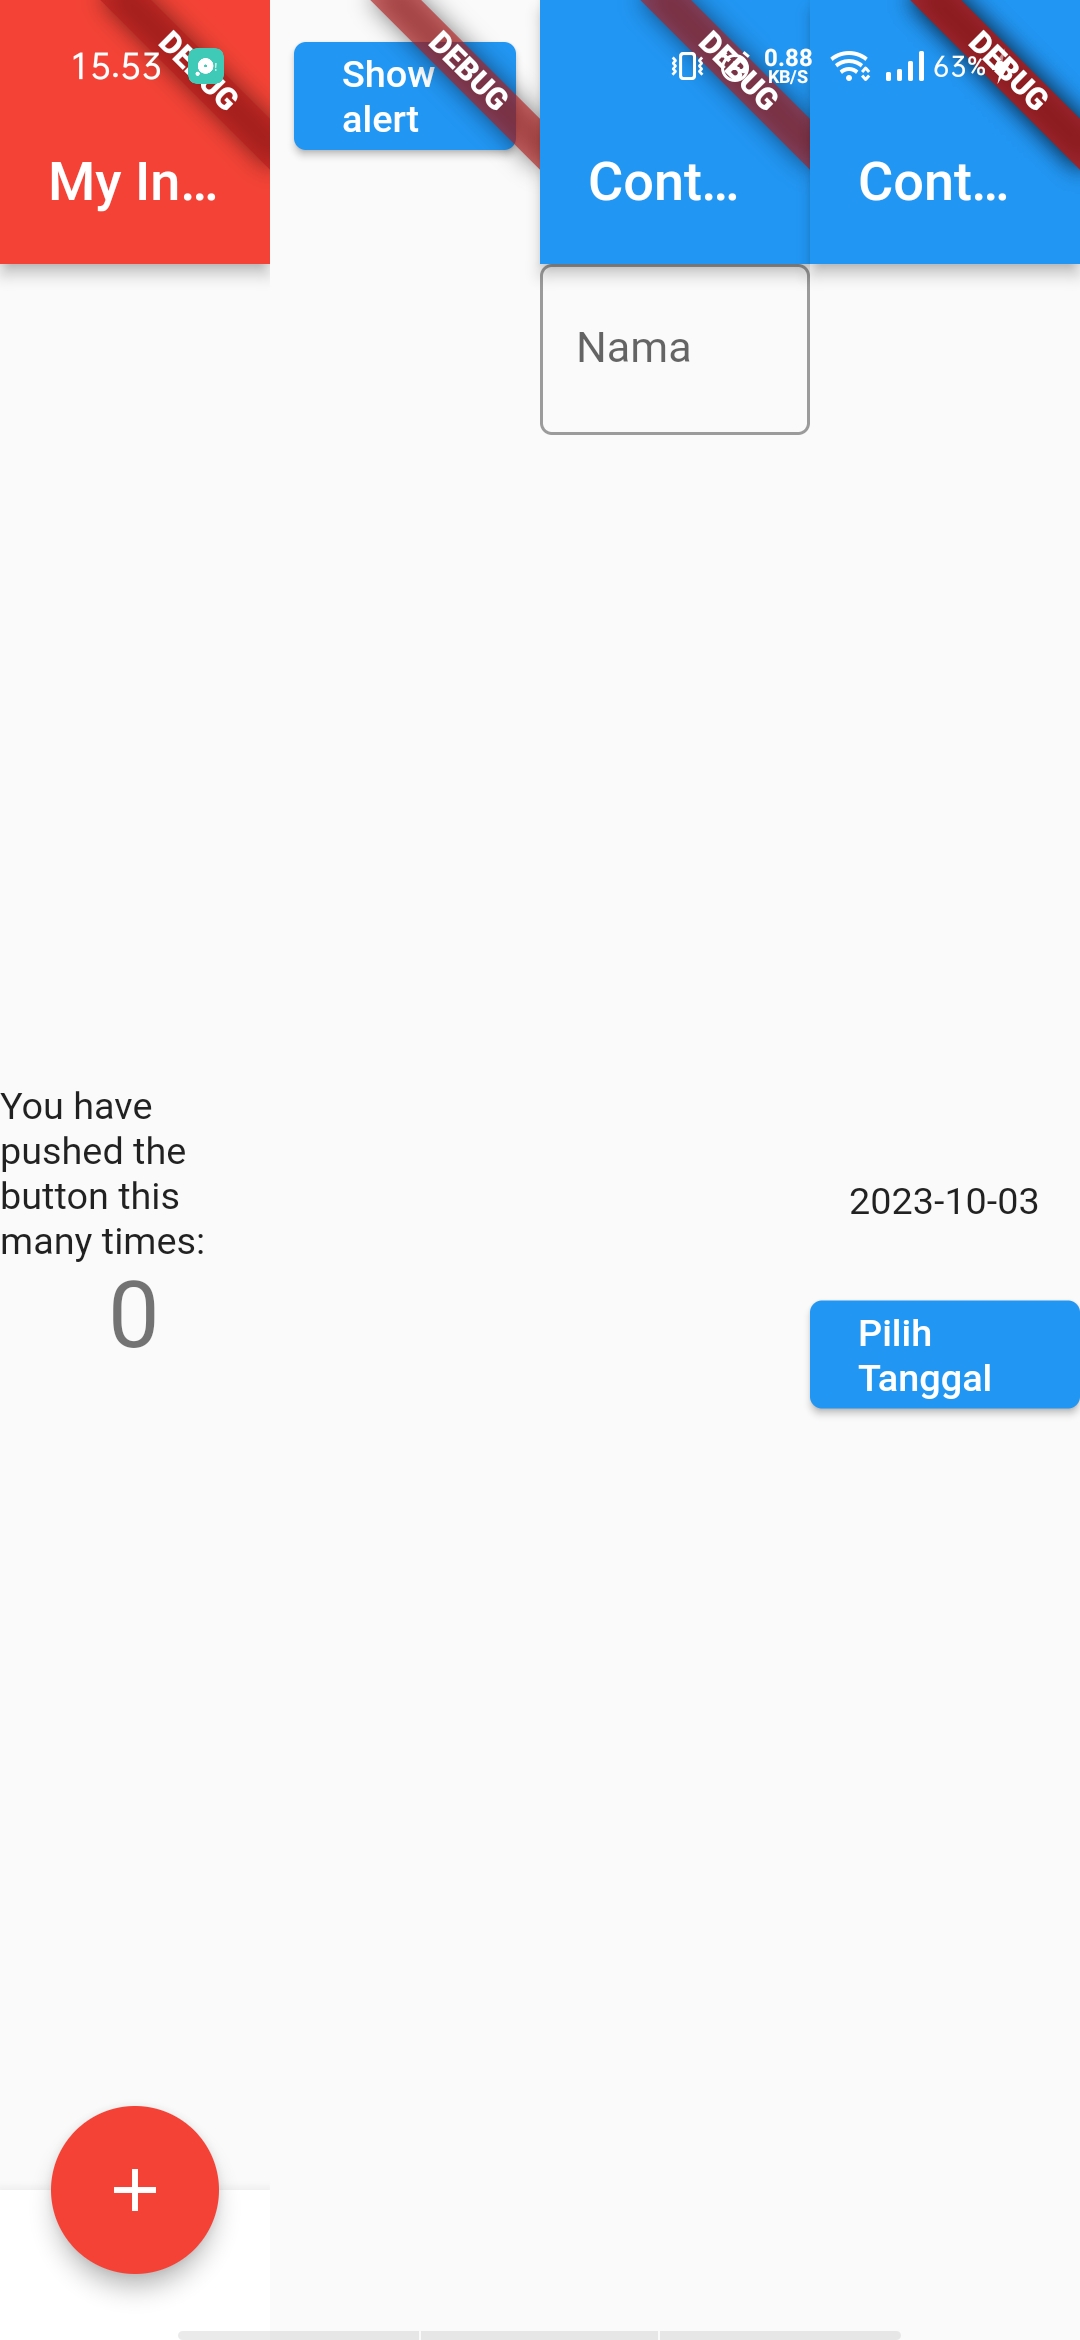 15.53
DEBUG
My In...
Show
alert
DEBUG
0.88
KB/S
DEBUG
Cont...
Nama
63%
DEBUG
Cont...
You have
pushed the
button this
many times:
0
2023-10-03
Pilih
Tanggal